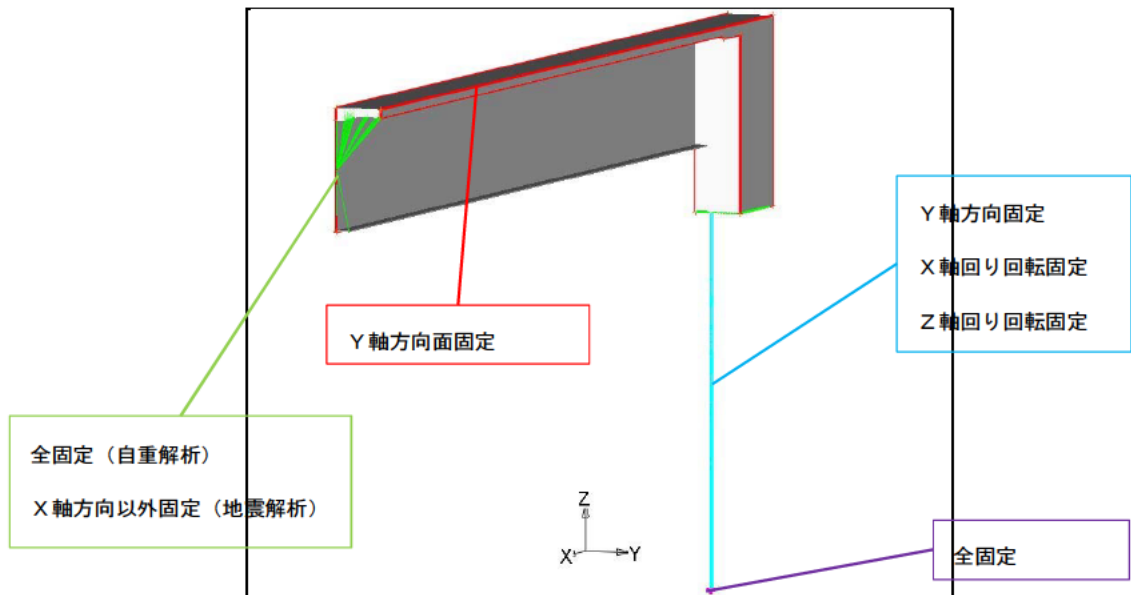 Y軸方向固定
X軸回り回転固定
Z軸回り回転固定
Y軸方向面固定
全固定（自重解析）
X軸方向以外固定（地震解析）
Z
X
Y
全固定